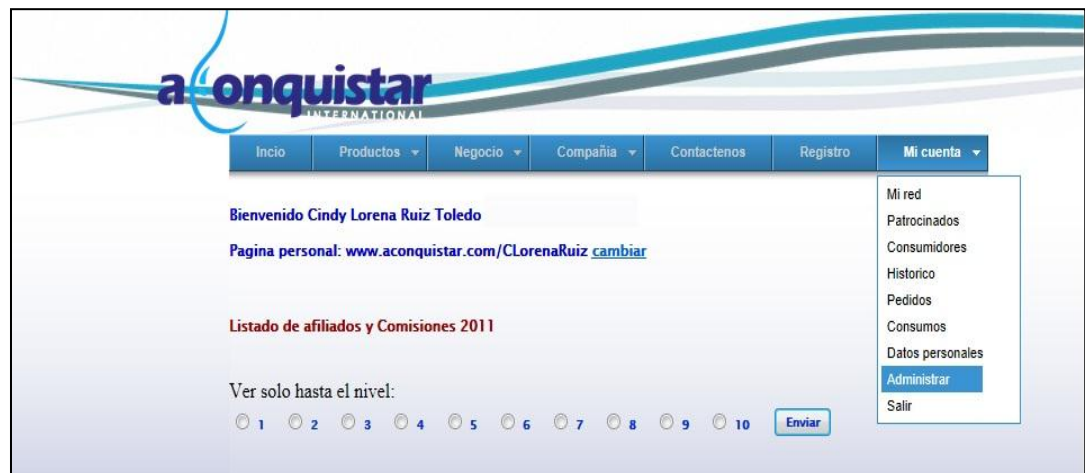 aconquistar
INTERNATIONAL
Incio Productos Negocio Compañia Contactenos Registro Mi cuenta
Mi red
Patrocinados
Consumidores
Historico
Pedidos
Consumos
Datos personales
Administrar
Salir
Bienvenido Cindy Lorena Ruiz Toledo
Pagina personal: www.aconquistar.com/CLorenaRuiz cambiar
Listado de afiliados y Comisiones 2011
Ver solo hasta el nivel:
1 2 3 4 5 6 7 8 9 10 Enviar